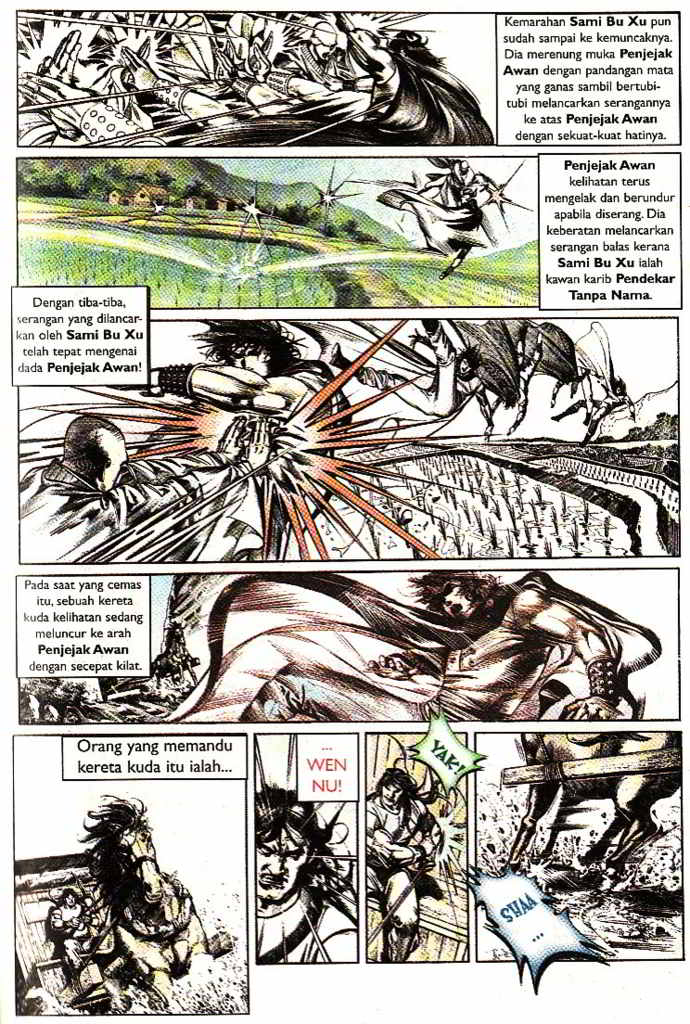 Kemarahan Sami Bu Xu pun
sudah sampai ke kemuncaknya.
Dia merenung muka Penjejak
Awan dengan pandangan mata
yang ganas sambil bertubi-
tubi melancarkan serangannya
ke atas Penjejak Awan
dengan sekuat-kuat hatinya.
Penjejak Awan
kelihatan terus
mengelak dan berundur
apabila diserang. Dia
keberatan melancarkan
serangan balas kerana
Sami Bu Xu ialah
kawan karib Pendekar
Tanpa Nama.
Dengan tiba-tiba,
serangan yang dilancar-
kan oleh Sami Bu Xu
telah tepat mengenai
dada Penjejak Awan!
Pada saat yang cemas
itu, sebuah kereta
kuda kelihatan sedang
meluncur ke arah
Penjejak Awan
dengan secepat kilat.
Orang yang memandu
kereta kuda itu ialah...
...
WEN
NU!
YAK!
SYAA
...